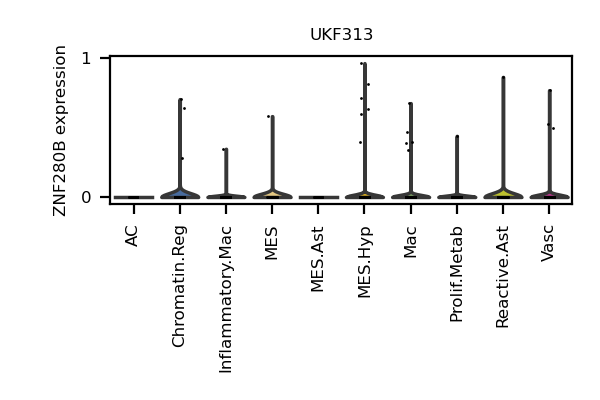 UKF313
ZNF280B expression
1
0
AC
Chromatin.Reg
Inflammatory.Mac
MES
MES.Ast
MES.Hyp
Mac
Prolif.Metab
Reactive.Ast
Vasc